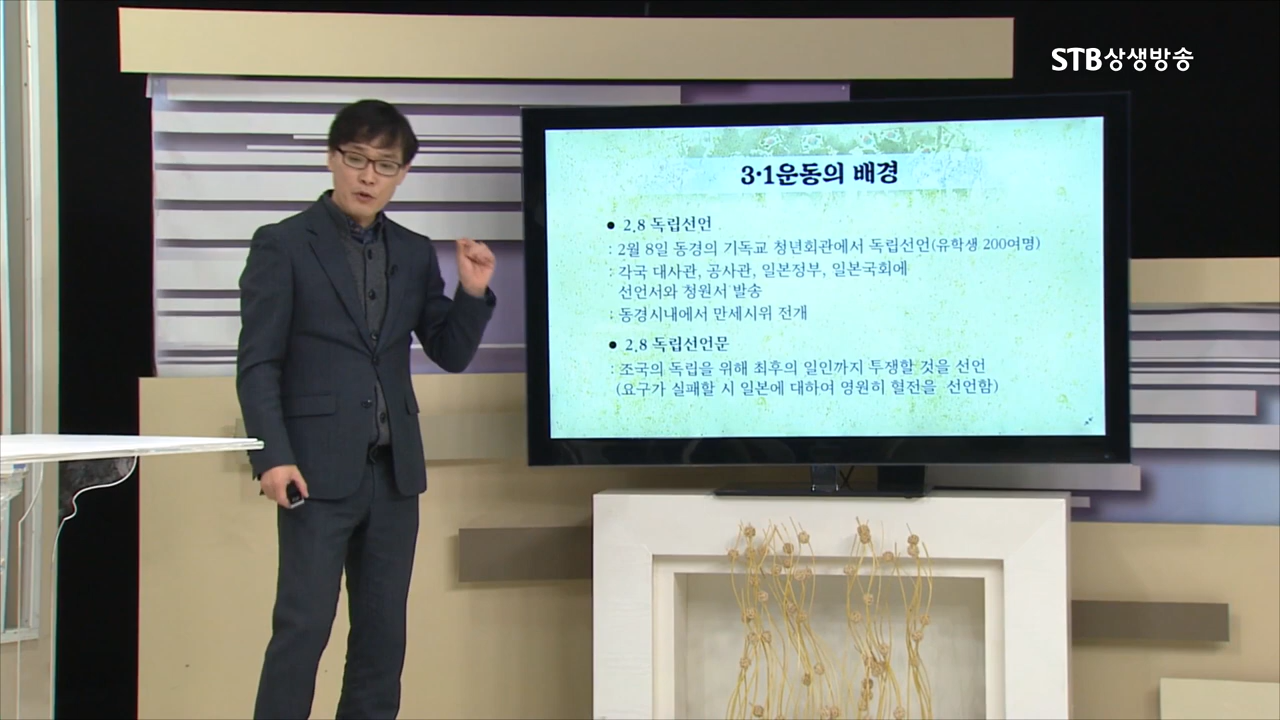 STB상생방송
3·1운동의 배경
● 2.8 독립선언
: 2월 8일 동경의 기독교 청년회관에서 독립선언(유학생 200여명)
: 각국 대사관, 공사관, 일본정부, 일본국회에
선언서와 청원서 발송
: 동경시내에서 만세시위 전개
● 2.8 독립선언문
: 조국의 독립을 위해 최후의 일인까지 투쟁할 것을 선언
(요구가 실패할 시 일본에 대하여 영원히 혈전을 선언함)